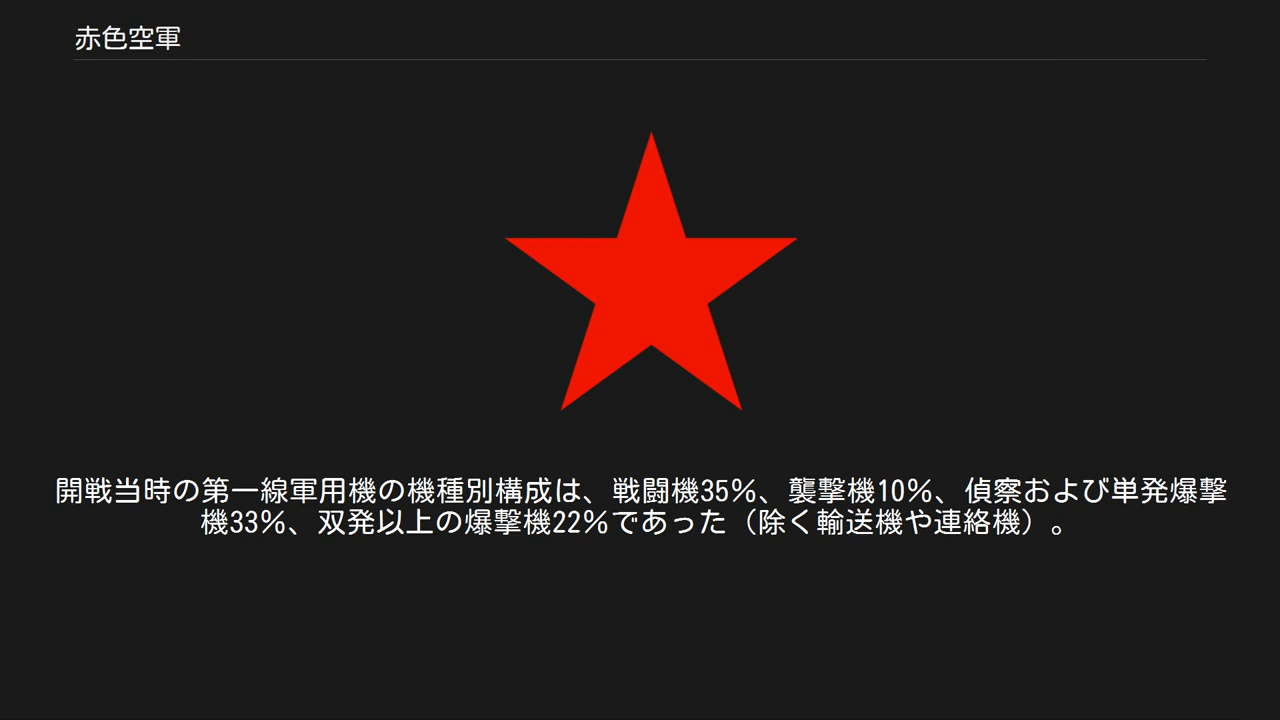 赤色空軍
開戦当時の第一線軍用機の機種別構成は、戦闘機35％、襲撃機10％、偵察および単発爆撃
機33％、双発以上の爆撃機22％であった（除く輸送機や連絡機）。